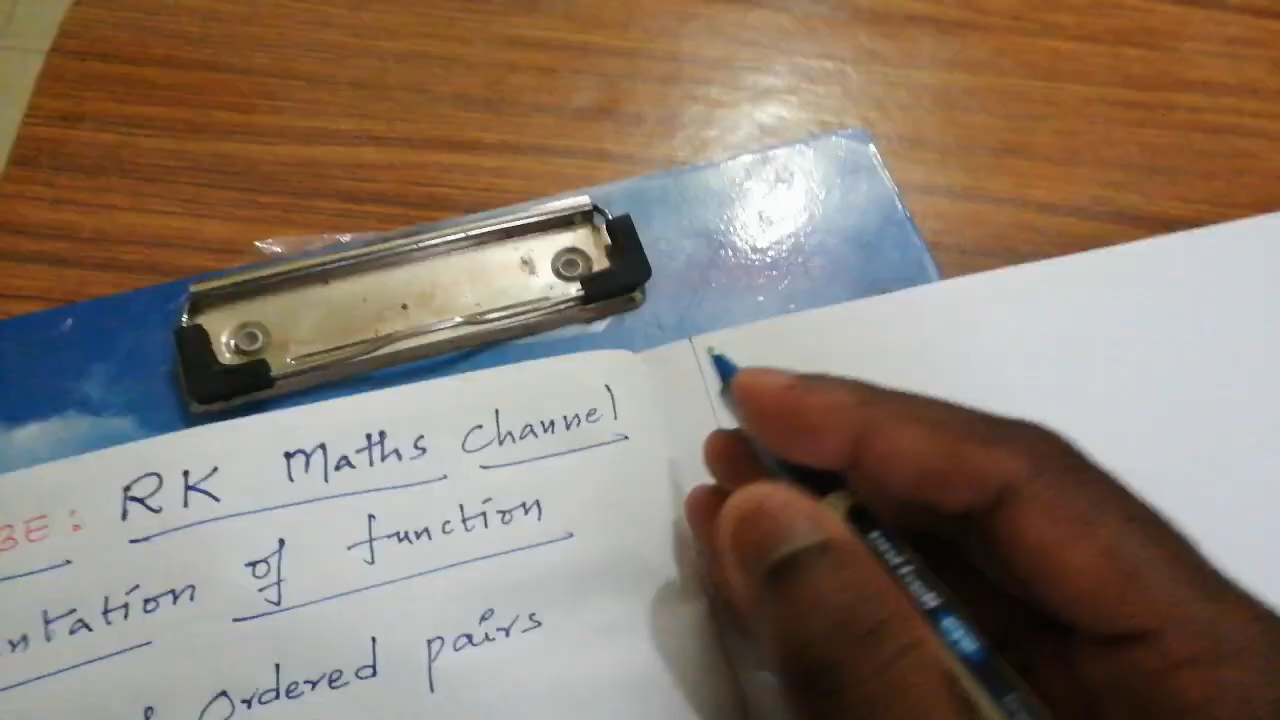 BE: RK Maths Channel
ntation of function
Ordered pairs